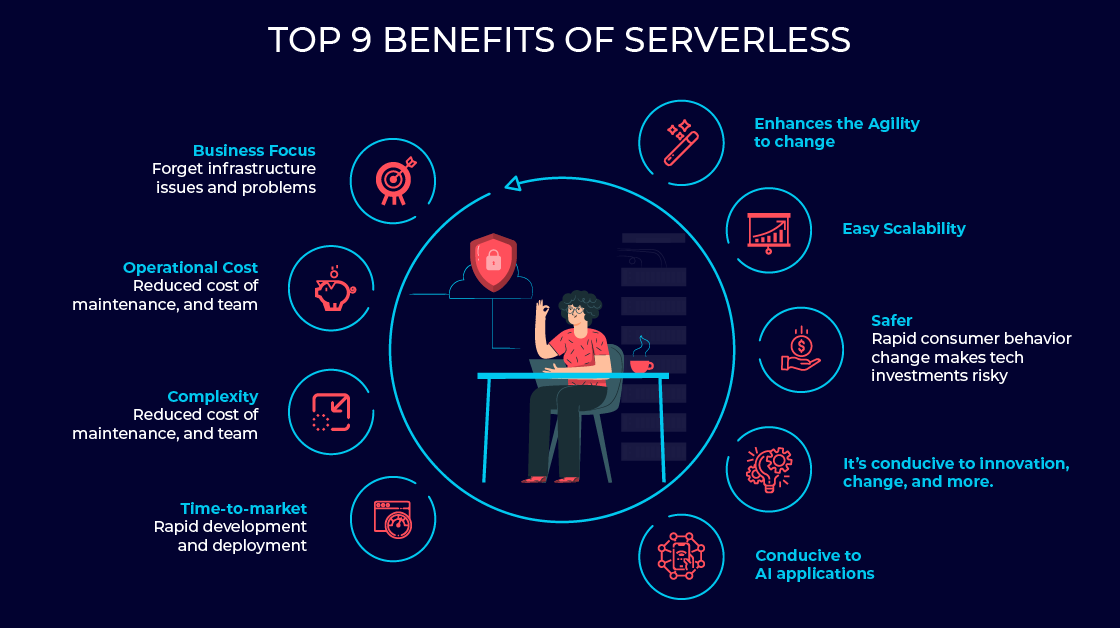 TOP 9 BENEFITS OF SERVERLESS
Business Focus
Forget infrastructure
issues and problems
Operational Cost
Reduced cost of
maintenance, and team
Complexity
Reduced cost of
maintenance, and team
Time-to-market
Rapid development
and deployment
Enhances the Agility
to change
Easy Scalability
Safer
Rapid consumer behavior
change makes tech
investments risky
It's conducive to innovation,
change, and more.
Conducive to
AI applications